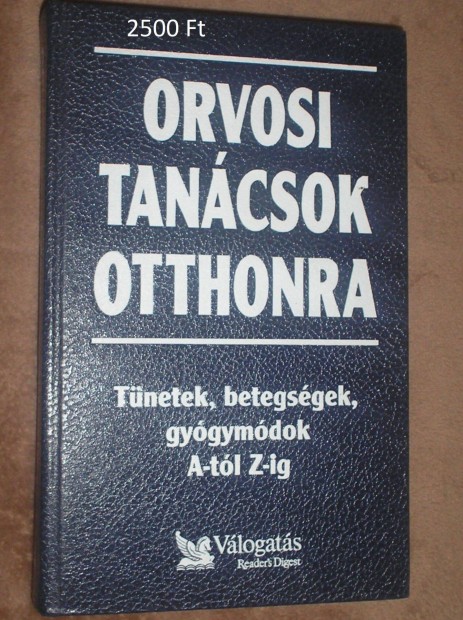 2500 Ft
ORVOSI
TANÁCSOK
OTTHONRA
Tünetek, betegségek,
gyógymódok
A-tól Z-ig
Válogatás
Reader's Digest